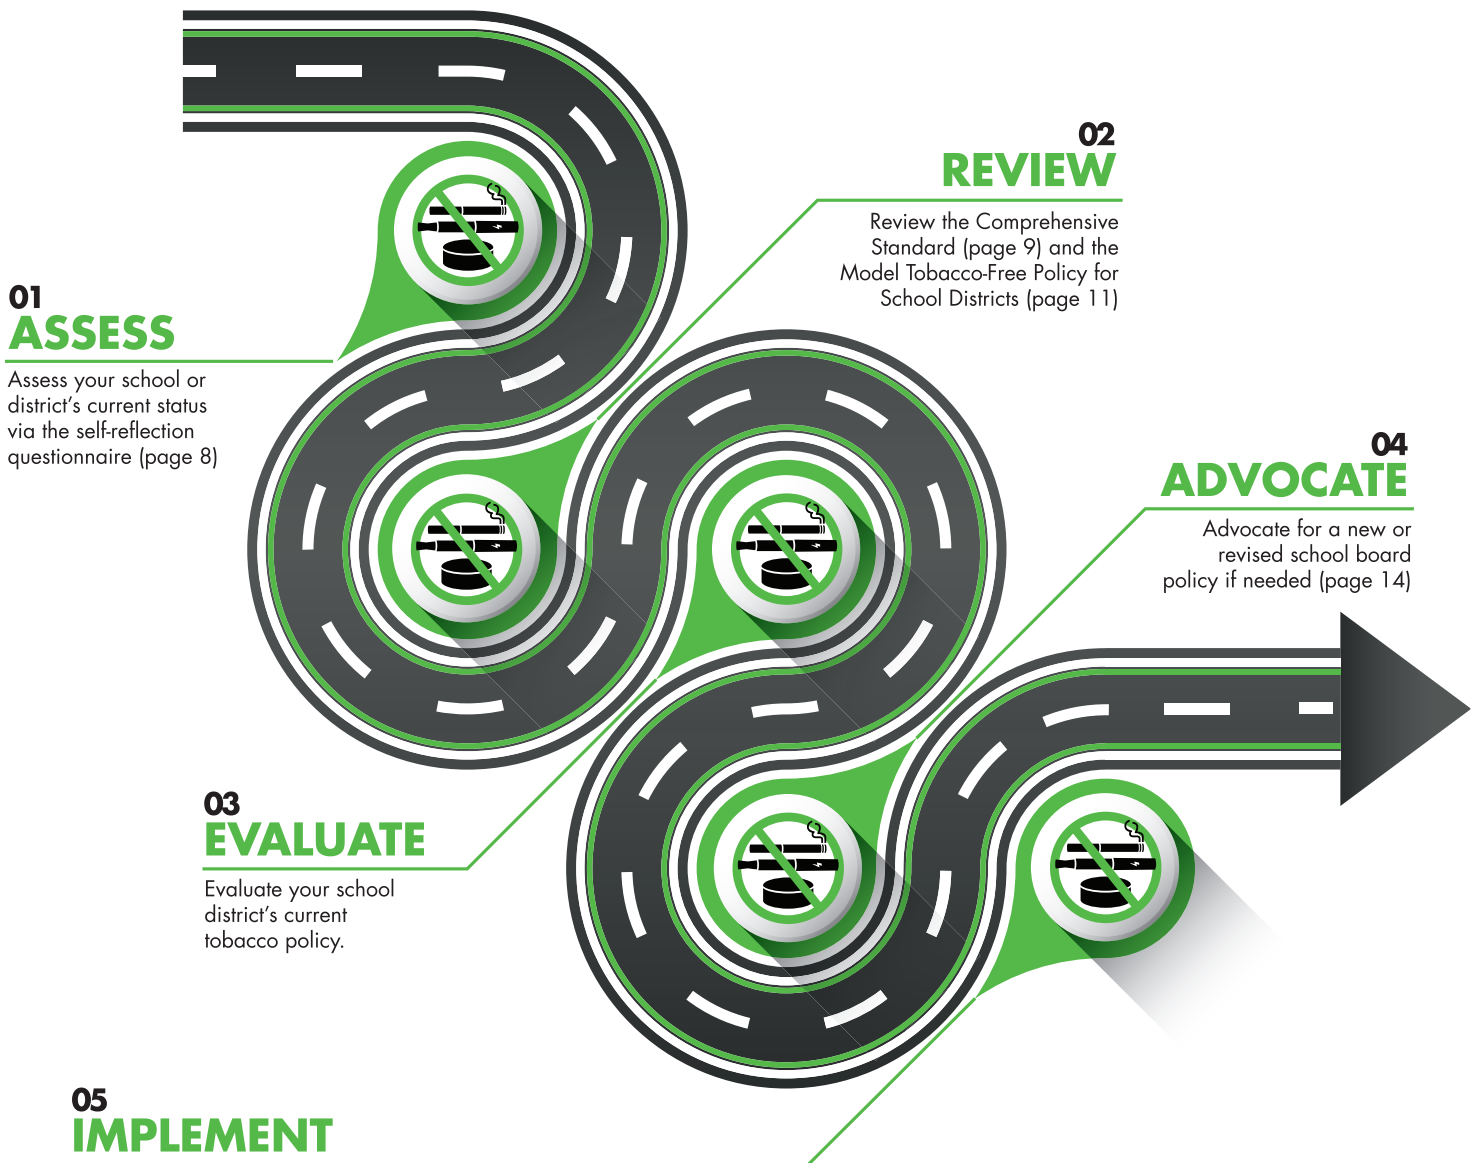 01
ASSESS
Assess your school or
district's current status
via the self-reflection
questionnaire (page 8)
02
REVIEW
Review the Comprehensive
Standard (page 9) and the
Model Tobacco-Free Policy for
School Districts (page 11)
03
EVALUATE
Evaluate your school
district's current
tobacco policy.
04
ADVOCATE
Advocate for a new or
revised school board
policy if needed (page 14)
05
IMPLEMENT